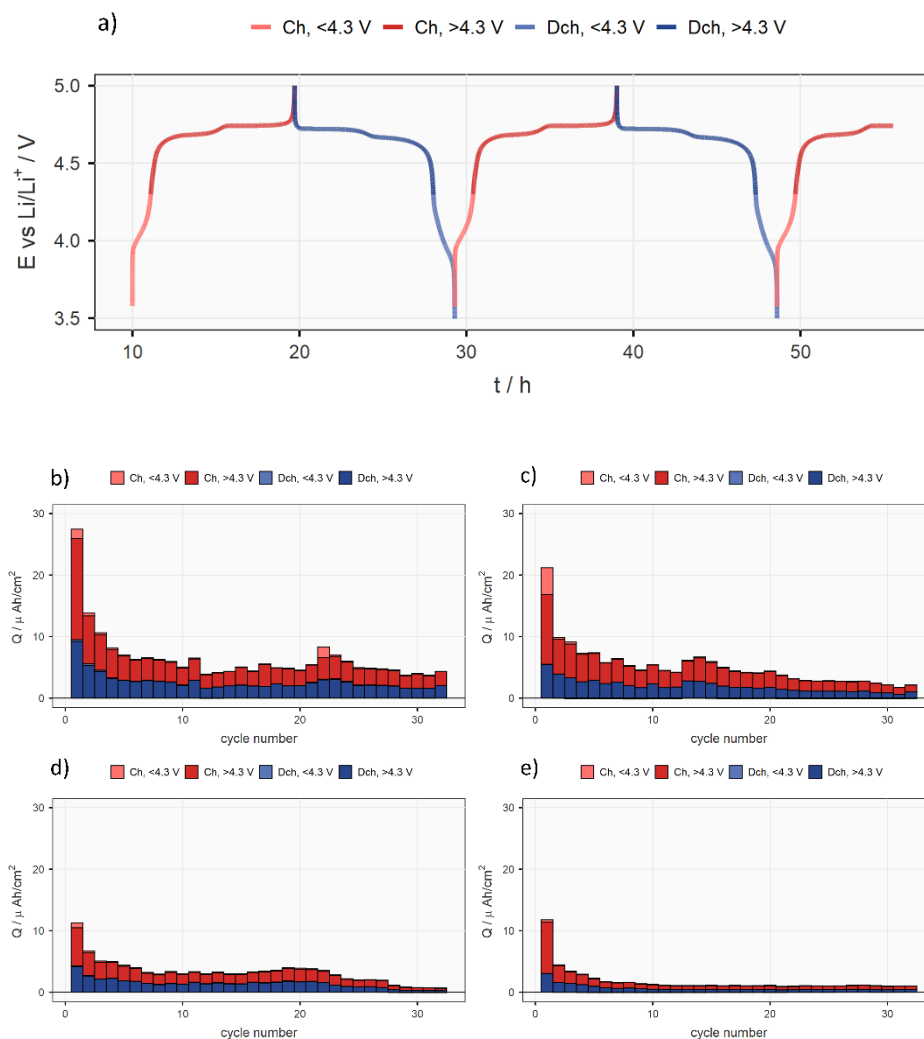 a)
Ch, <4.3 V Ch, >4.3 V Dch, <4.3 V Dch, >4.3 V
E vs Li/Li⁺ / V
5.0
4.5
4.0
3.5
10 20 30 40 50
t / h
b)
Ch, <4.3 V Ch, >4.3 V Dch, <4.3 V Dch, >4.3 V
Q / μ Ah/cm²
30
20
10
0
0 10 20 30
cycle number
c)
Ch, <4.3 V Ch, >4.3 V Dch, <4.3 V Dch, >4.3 V
Q / μ Ah/cm²
30
20
10
0
0 10 20 30
cycle number
d)
Ch, <4.3 V Ch, >4.3 V Dch, <4.3 V Dch, >4.3 V
Q / μ Ah/cm²
30
20
10
0
0 10 20 30
cycle number
e)
Ch, <4.3 V Ch, >4.3 V Dch, <4.3 V Dch, >4.3 V
Q / μ Ah/cm²
30
20
10
0
0 10 20 30
cycle number